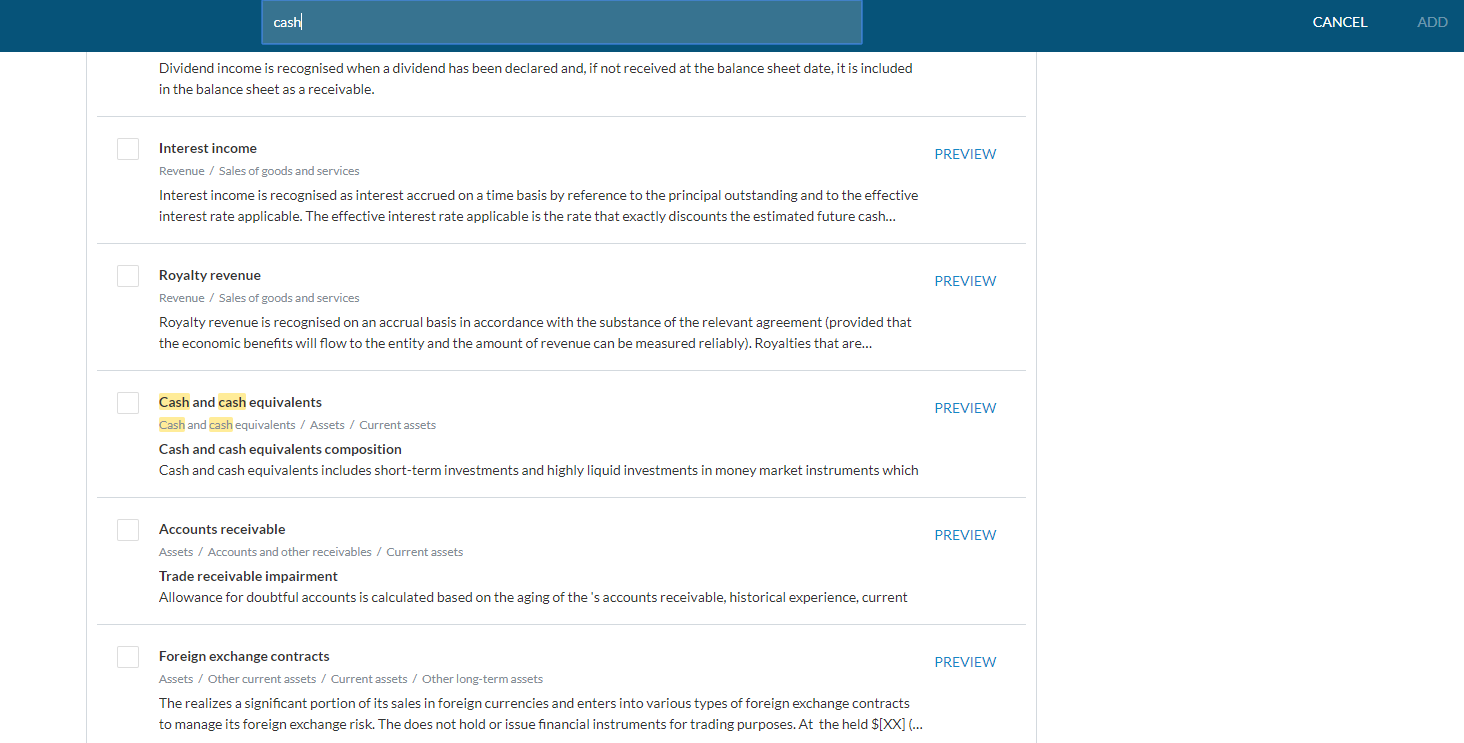 cash
CANCEL
ADD
Dividend income is recognised when a dividend has been declared and, if not received at the balance sheet date, it is included
in the balance sheet as a receivable.
Interest income
PREVIEW
Revenue / Sales of goods and services
Interest income is recognised as interest accrued on a time basis by reference to the principal outstanding and to the effective
interest rate applicable. The effective interest rate applicable is the rate that exactly discounts the estimated future cash...
Royalty revenue
PREVIEW
Revenue / Sales of goods and services
Royalty revenue is recognised on an accrual basis in accordance with the substance of the relevant agreement (provided that
the economic benefits will flow to the entity and the amount of revenue can be measured reliably). Royalties that are...
Cash and cash equivalents
PREVIEW
Cash and cash equivalents / Assets / Current assets
Cash and cash equivalents composition
Cash and cash equivalents includes short-term investments and highly liquid investments in money market instruments which
Accounts receivable
PREVIEW
Assets / Accounts and other receivables / Current assets
Trade receivable impairment
Allowance for doubtful accounts is calculated based on the aging of the 's accounts receivable, historical experience, current
Foreign exchange contracts
PREVIEW
Assets / Other current assets / Current assets / Other long-term assets
The realizes a significant portion of its sales in foreign currencies and enters into various types of foreign exchange contracts
to manage its foreign exchange risk. The does not hold or issue financial instruments for trading purposes. At the held $[XX] (...